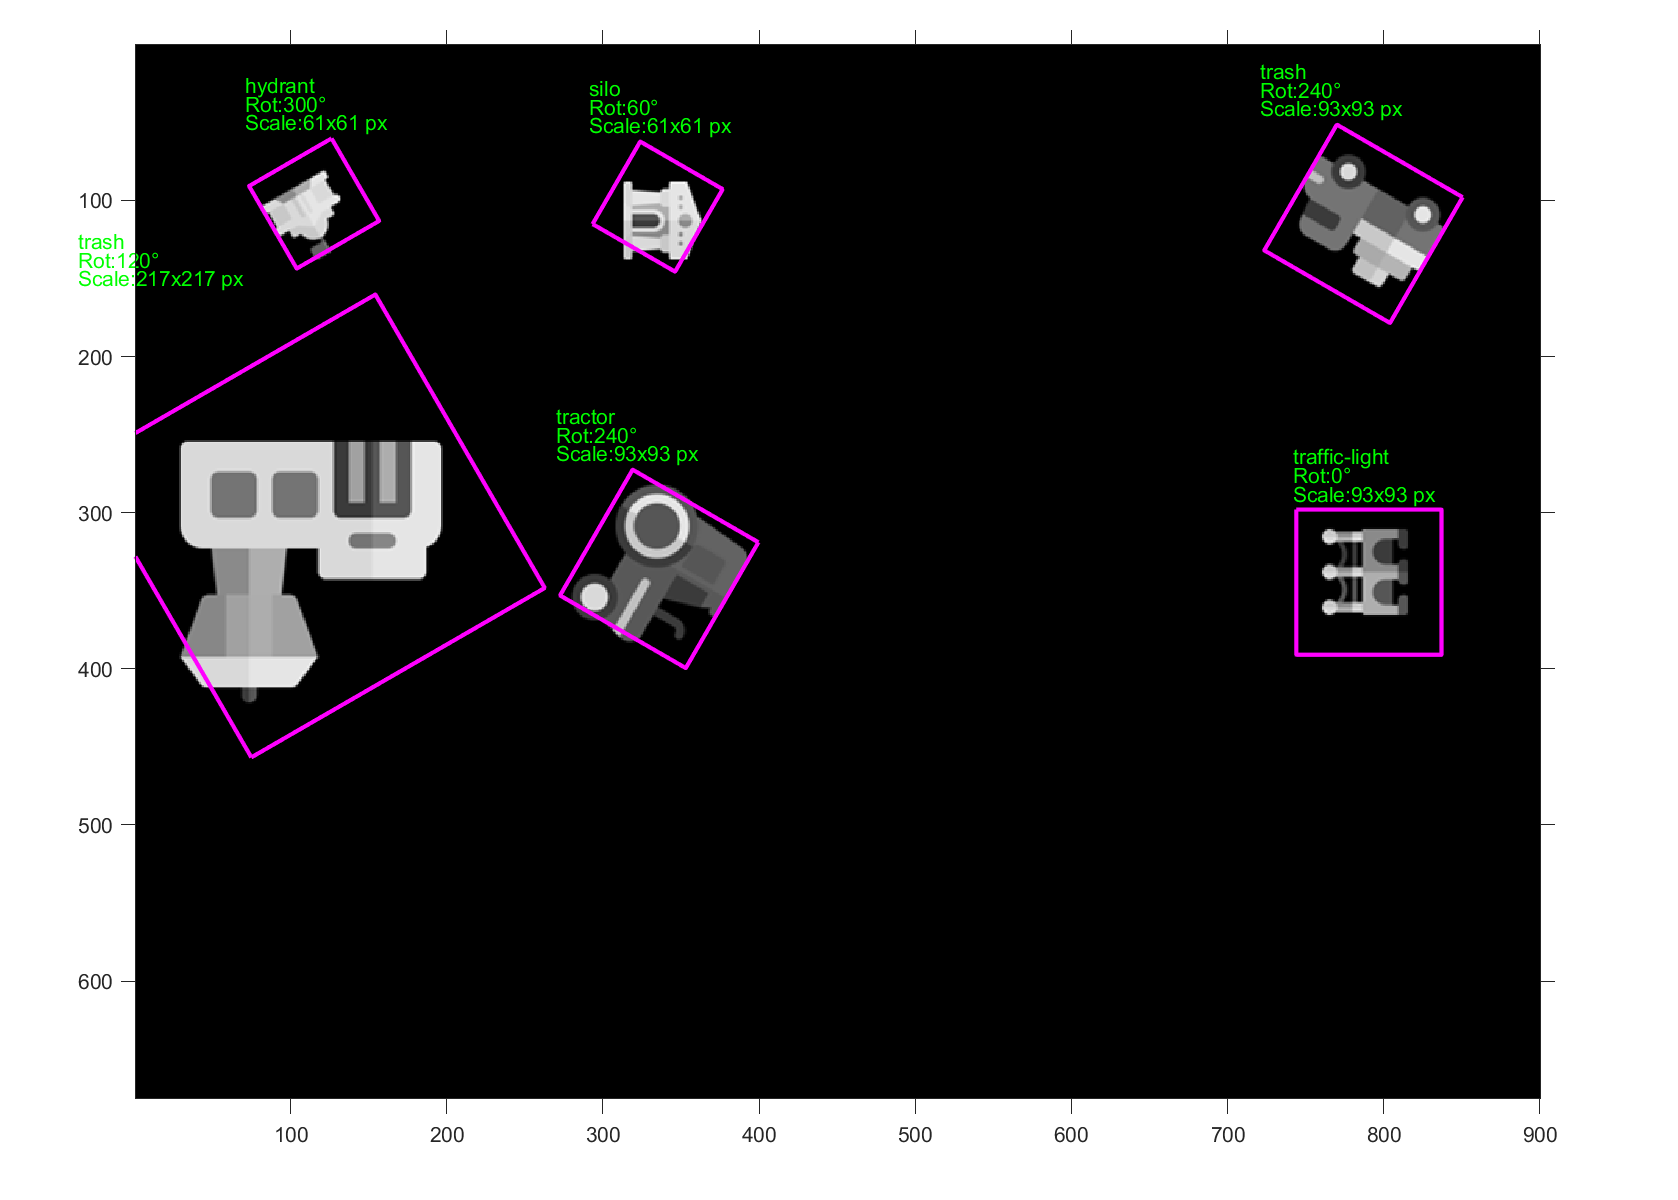 hydrant
Rot:300°
Scale:61x61 px
silo
Rot:60°
Scale:61x61 px
trash
Rot:240°
Scale:93x93 px
trash
Rot:120°
Scale:217x217 px
tractor
Rot:240°
Scale:93x93 px
traffic-light
Rot:0°
Scale:93x93 px
100
200
300
400
500
600
100 200 300 400 500 600 700 800 900